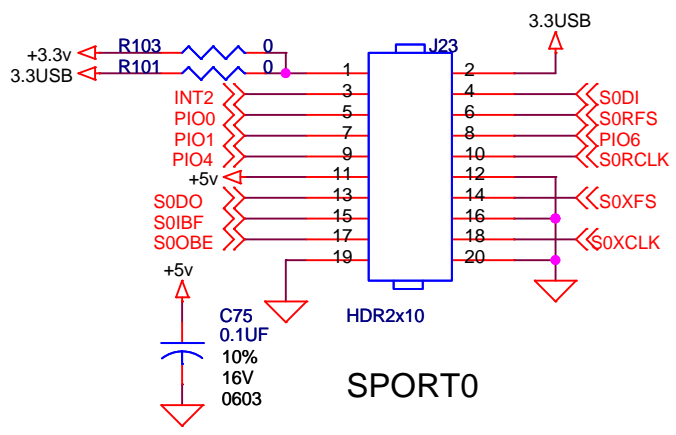 3.3USB
+3.3v R103 0 J23
3.3USB R101 0 1 2
INT2 3 4 S0DI
PIO0 5 6 S0RFS
PIO1 7 8 PIO6
PIO4 9 10 S0RCLK
+5v 11 12
S0DO 13 14 S0XFS
S0IBF 15 16
S0OBE 17 18 S0XCLK
19 20
+5v
C75 HDR2x10
0.1UF
10%
16V
0603
SPORT0